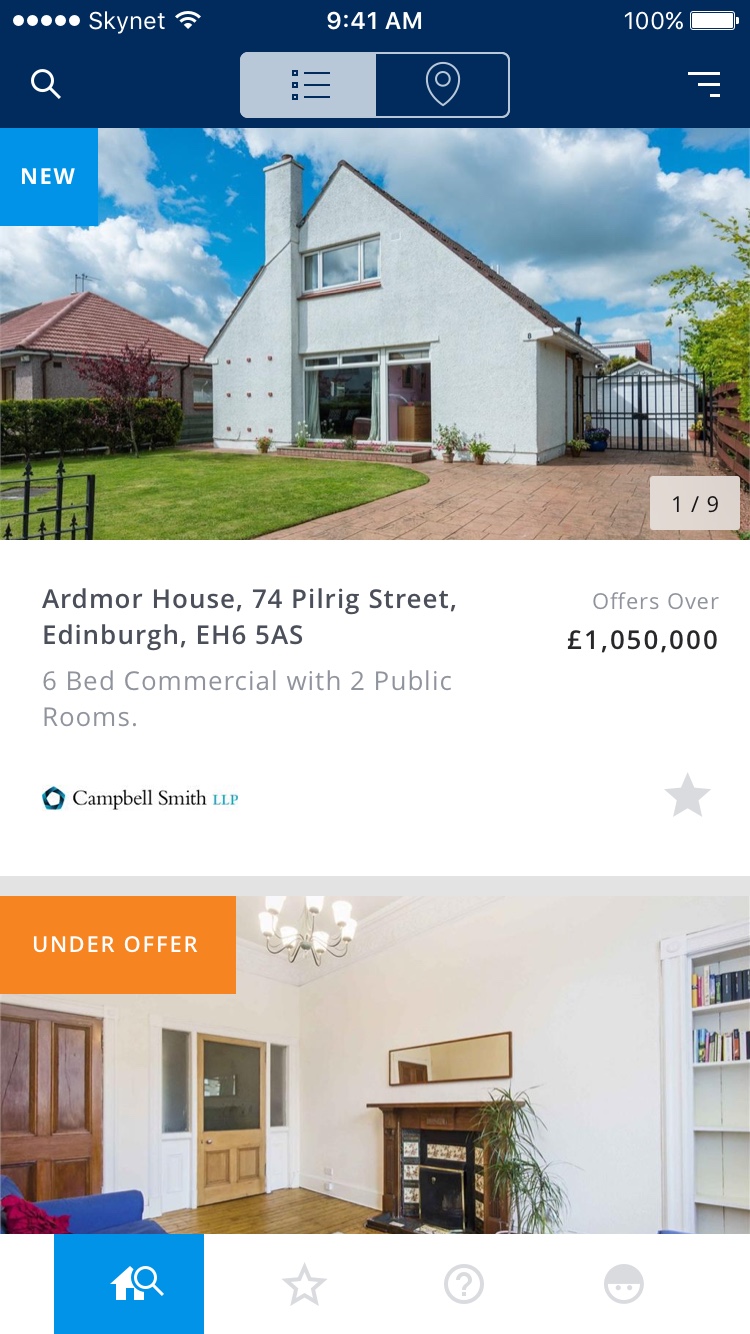 Skynet
9:41 AM
100%
NEW
1 / 9
Ardmor House, 74 Pilrig Street,
Edinburgh, EH6 5AS
Offers Over
£1,050,000
6 Bed Commercial with 2 Public
Rooms.
Campbell Smith LLP
UNDER OFFER